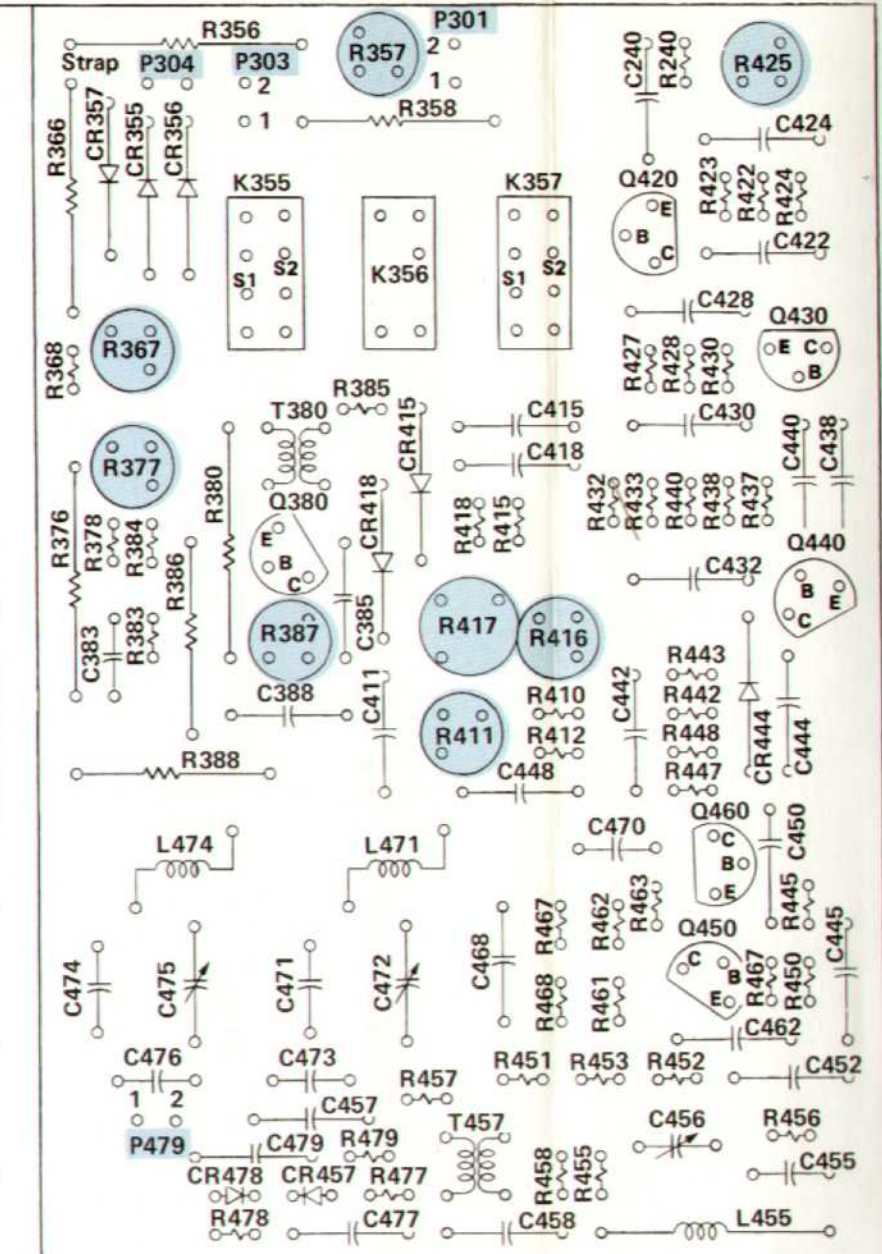 R356
P301
Strap P304 P303 R357 2 C240 R240 R425
2 1
R366 CR357 CR355 CR356 1 R358 C424
K355 K357 Q420 R423 R422 R424
E B C
S1 S2 K356 S1 S2 C422
C428 Q430
R368 R367 R427 R428 R430 E C B
R385
T380 CR415 C415 C430 C440 C438
R377 R380 C418
R376 R378 R384 Q380 CR418 R418 R415 R432 R433 R440 R438 R437
E B C
R386 C432 Q440
B E C
C383 R383 R387 C385 R417 R416
R443
C388 C411 R410 C442 R442
R411 R412 R448 CR444 C444
R388 C448 R447
Q460
L474 L471 C470 C B E C450
R467 R462 R463 R445
Q450
C474 C475 C471 C472 C468 R468 R461 C B E R467 R450 C445
C462
C476 C473 R457 R451 R453 R452 C452
1 2 C457 T457 C456 R456
P479 C479 R479 R458 R455 C455
CR478 CR457 R477
R478 C477 C458 L455